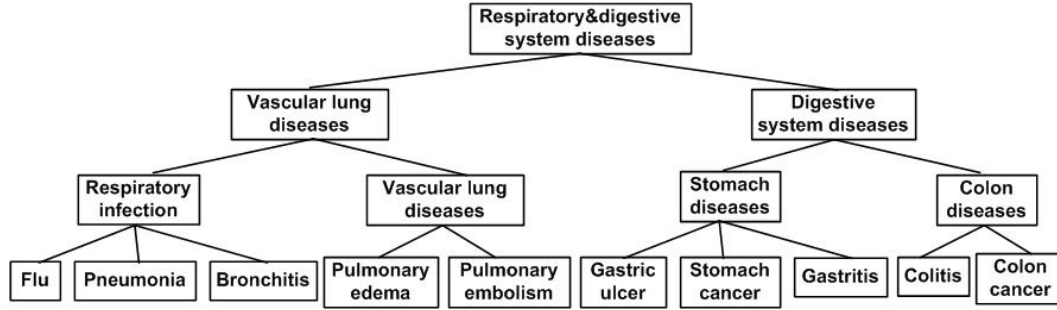 Respiratory&digestive
system diseases
Vascular lung
diseases
Digestive
system diseases
Respiratory
infection
Vascular lung
diseases
Stomach
diseases
Colon
diseases
Flu
Pneumonia
Bronchitis
Pulmonary
edema
Pulmonary
embolism
Gastric
ulcer
Stomach
cancer
Gastritis
Colitis
Colon
cancer